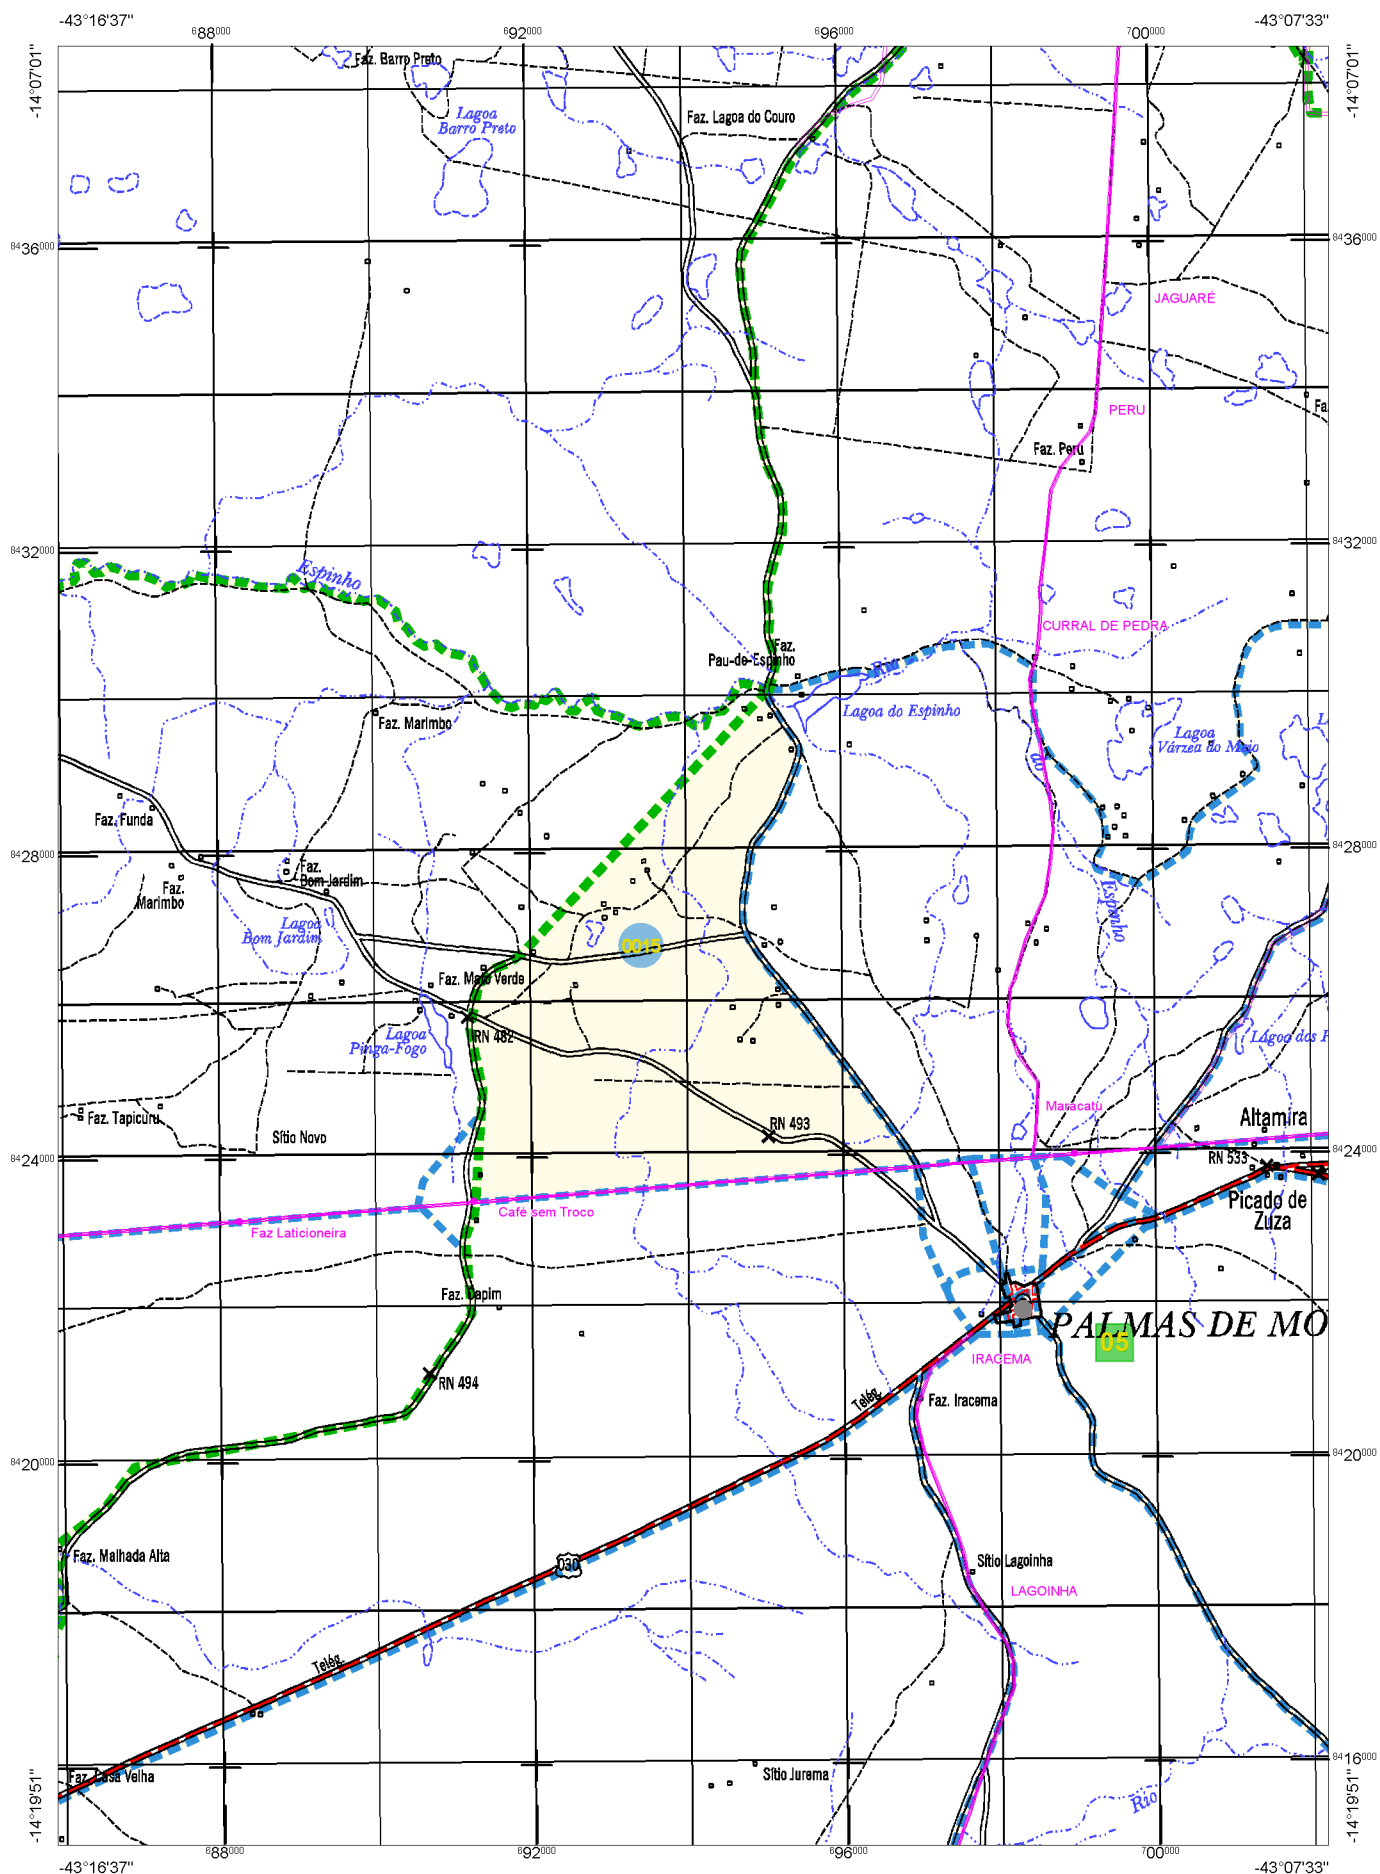 -43°16'37"
-43°07'33"
688000
692000
696000
700000
-14°07'01"
-14°07'01"
Faz. Barro Preto
Lagoa
Barro Preto
Faz. Lagoa do Couro
8436000
8436000
JAGUARÉ
PERU
Fa
Faz. Peru
8432000
8432000
Espinho
CURRAL DE PEDRA
Faz.
Pau-de-Espinho
Rio
Lagoa do Espinho
Faz. Marimbo
Lagoa
Várzea do Meio
L
do
Faz. Funda
8428000
8428000
Faz.
Bom Jardim
Faz.
Marimbo
Espinho
Lagoa
Bom Jardim
0015
Faz. Mato Verde
Lagoa
Pinga-Fogo
RN 482
Lagoa dos P
Maracatu
Faz. Tapicuru
Sítio Novo
RN 493
Altamira
8424000
8424000
RN 533
Picado de
Zuza
Café sem Troco
Faz Laticioneira
Faz. Capim
PALMAS DE MO
05
IRACEMA
RN 494
Teleg.
Faz. Iracema
8420000
8420000
Faz. Malhada Alta
030
Sítio Lagoinha
LAGOINHA
Teleg.
8416000
8416000
Faz. Casa Velha
Sítio Jurema
Rio
-14°19'51"
-14°19'51"
688000
692000
696000
700000
-43°16'37"
-43°07'33"